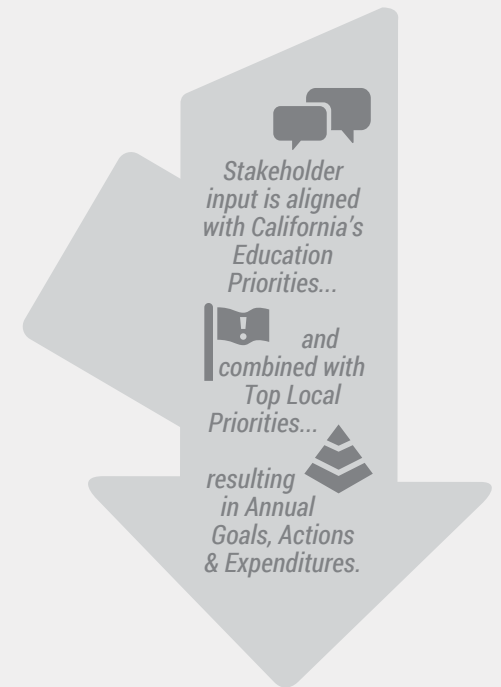 Stakeholder
input is aligned
with California's
Education
Priorities...
!
and
combined with
Top Local
Priorities...
resulting
in Annual
Goals, Actions
& Expenditures.